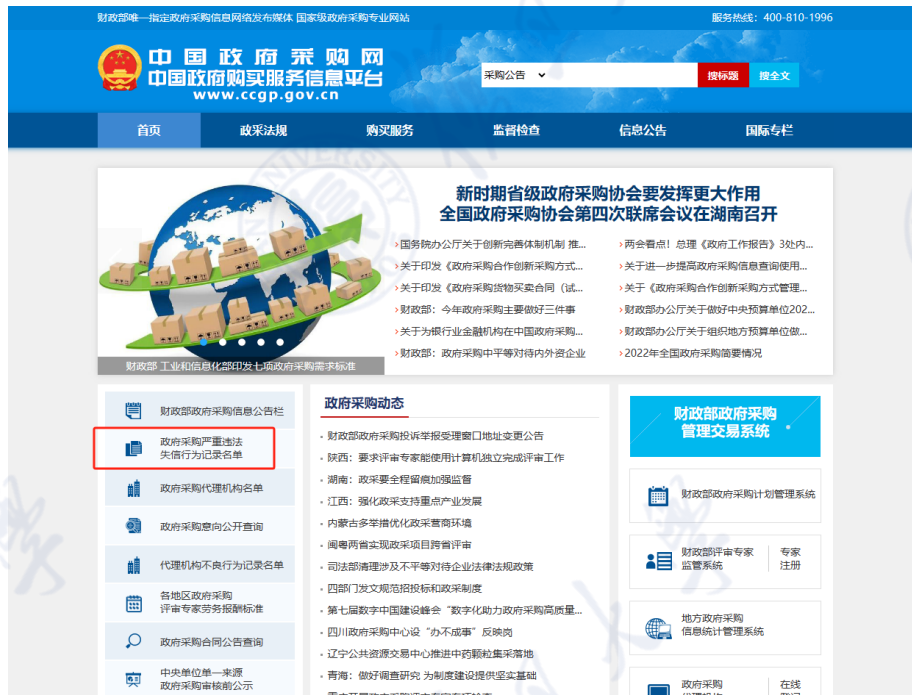 财政部唯一指定政府采购信息网络发布媒体 国家级政府采购专业网站
服务热线：400-810-1996
中国政府采购网
中国政府购买服务信息平台
www.ccgp.gov.cn
采购公告
搜标题
搜全文
首页
政采法规
购买服务
监督检查
信息公告
国际专栏
新时期省级政府采购协会要发挥更大作用
全国政府采购协会第四次联席会议在湖南召开
国务院办公厅关于创新完善体制机制 推...
两会看点！总理《政府工作报告》3处内...
关于印发《政府采购合作创新采购方式...
关于进一步提高政府采购信息查询使用...
关于印发《政府采购货物买卖合同（试...
关于《政府采购合作创新采购方式管理...
财政部：今年政府采购主要做好三件事
财政部办公厅关于做好中央预算单位202...
关于为银行业金融机构在中国政府采购...
财政部办公厅关于组织地方预算单位做...
财政部：政府采购中平等对待内外资企业
2022年全国政府采购简要情况
财政部 工业和信息化部印发七项政府采购需求标准
财政部政府采购信息公告栏
政府采购严重违法
失信行为记录名单
政府采购代理机构名单
政府采购意向公开查询
代理机构不良行为记录名单
各地区政府采购
评审专家劳务报酬标准
政府采购合同公告查询
中央单位单一来源
政府采购审核前公示
政府采购动态
财政部政府采购投诉举报受理窗口地址变更公告
陕西：要求评审专家能使用计算机独立完成评审工作
湖南：政采要全程留痕加强监督
江西：强化政采支持重点产业发展
内蒙古多举措优化政采营商环境
闽粤两省实现政采项目跨省评审
司法部清理涉及不平等对待企业法律法规政策
四部门发文规范招投标和政采制度
第七届数字中国建设峰会“数字化助力政府采购高质量...
四川政府采购中心设“办不成事”反映岗
辽宁公共资源交易中心推进中药颗粒集采落地
青海：做好调查研究 为制度建设提供坚实基础
财政部政府采购
管理交易系统
财政部政府采购计划管理系统
财政部评审专家
监管系统
专家
注册
地方政府采购
信息统计管理系统
政府采购
在线